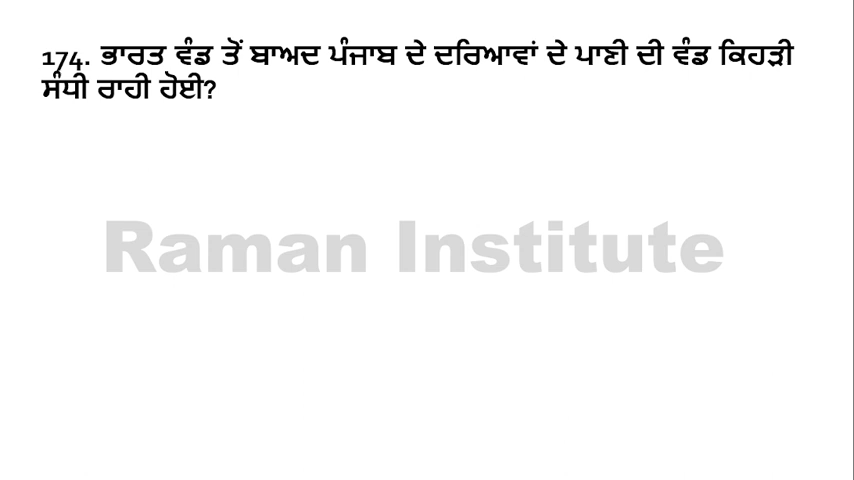 174. ਭਾਰਤ ਵੰਡ ਤੋਂ ਬਾਅਦ ਪੰਜਾਬ ਦੇ ਦਰਿਆਵਾਂ ਦੇ ਪਾਣੀ ਦੀ ਵੰਡ ਕਿਹੜੀ
ਸੰਧੀ ਰਾਹੀ ਹੋਈ?
Raman Institute